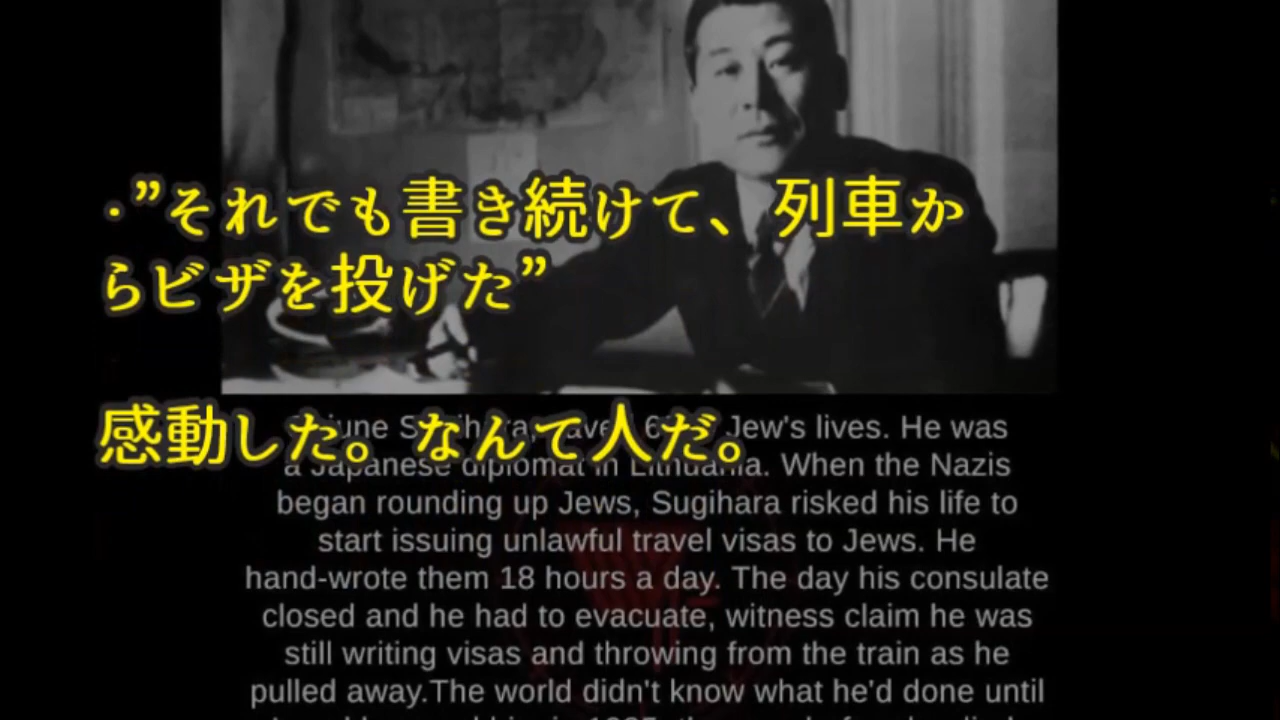 ·”それでも書き続けて、列車か
らビザを投げた”
感動した。なんて人だ。
Jew's lives. He was
a Japanese diplomat in Lithuania. When the Nazis
began rounding up Jews, Sugihara risked his life to
start issuing unlawful travel visas to Jews. He
hand-wrote them 18 hours a day. The day his consulate
closed and he had to evacuate, witness claim he was
still writing visas and throwing from the train as he
pulled away.The world didn't know what he'd done until